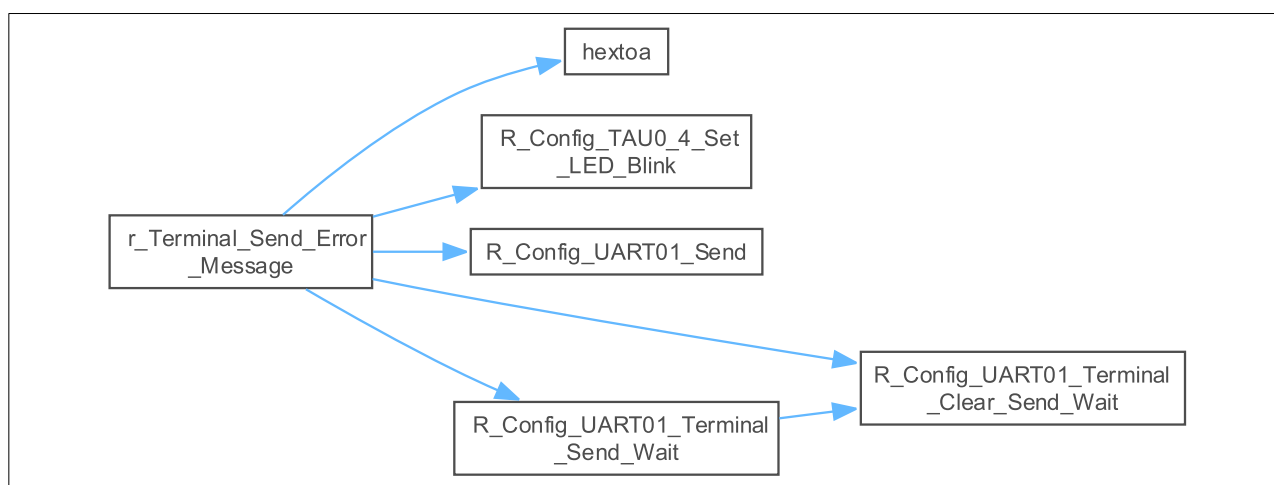 hextoa
R_Config_TAU0_4_Set
_LED_Blink
r_Terminal_Send_Error
_Message
R_Config_UART01_Send
R_Config_UART01_Terminal
_Clear_Send_Wait
R_Config_UART01_Terminal
_Send_Wait